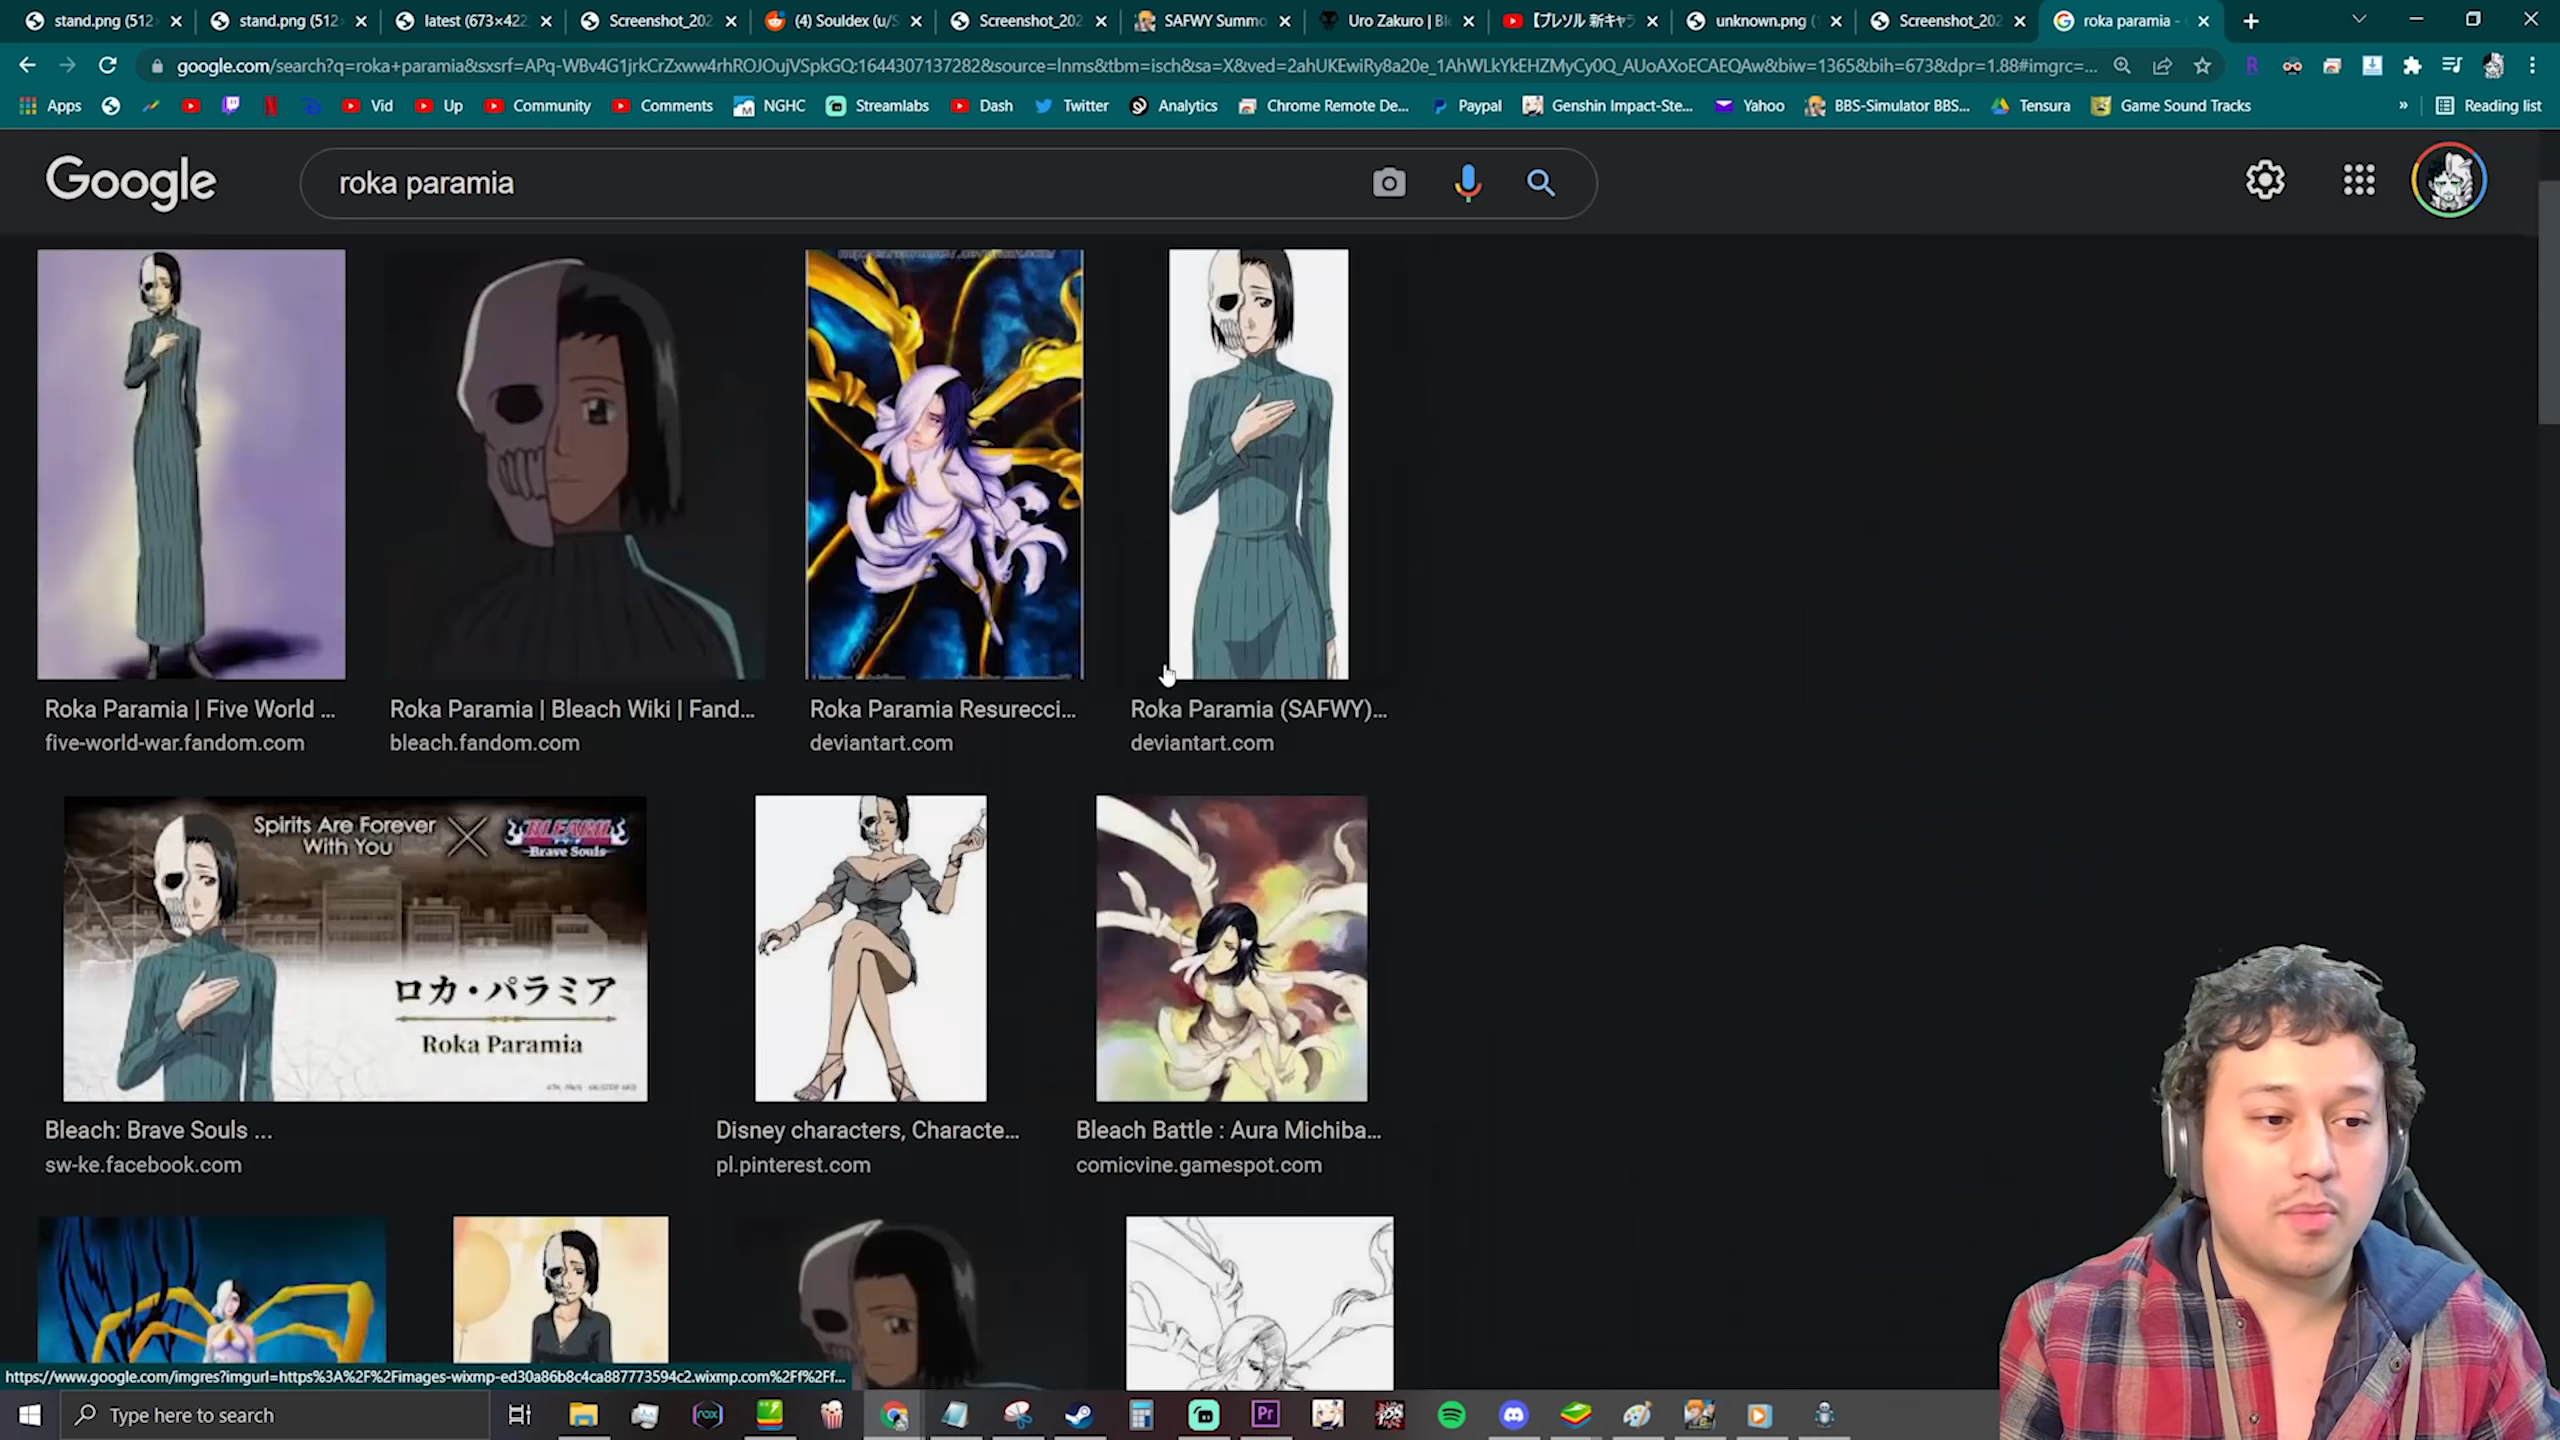 stand.png (512
stand.png (512
latest (673×422
Screenshot_202
(4) Souldex (u/S
Screenshot_202
SAFWY Summo
Uro Zakuro | Bl
【ブレソル 新キャラ
unknown.png (
Screenshot_202
roka paramia -
google.com/search?q=roka+paramia&sxsrf=APq-WBv4G1jrkCrZxww4rhROJOujVSpkGQ:1644307137282&source=lnms&tbm=isch&sa=X&ved=2ahUKEwiRy8a20e_1AhWLkYkEHZMyCy0Q_AUoAXoECAEQAw&biw=1365&bih=673&dpr=1.88#imgrc=...
Apps Vid Up Community Comments NGHC Streamlabs Dash Twitter Analytics Chrome Remote De... Paypal Genshin Impact-Ste... Yahoo BBS-Simulator BBS... Tensura Game Sound Tracks » Reading list
Google
roka paramia
Roka Paramia | Five World ...
five-world-war.fandom.com
Roka Paramia | Bleach Wiki | Fand...
bleach.fandom.com
Roka Paramia Resurecci...
deviantart.com
Roka Paramia (SAFWY)...
deviantart.com
Spirits Are Forever
With You
BLEACH
Brave Souls
ロカ・パラミア
Roka Paramia
Bleach: Brave Souls ...
sw-ke.facebook.com
Disney characters, Characte...
pl.pinterest.com
Bleach Battle : Aura Michiba...
comicvine.gamespot.com
https://www.google.com/imgres?imgurl=https%3A%2F%2Fimages-wixmp-ed30a86b8c4ca887773594c2.wixmp.com%2Ff%2Ff...
Type here to search
nox
Pr